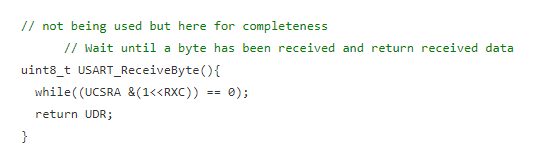 // not being used but here for completeness
// Wait until a byte has been received and return received data
uint8_t USART_ReceiveByte(){
while((UCSRA &(1<<RXC)) == 0);
return UDR;
}